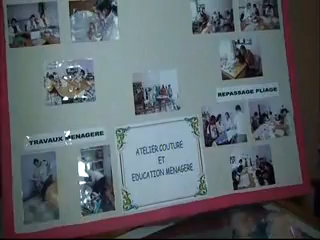 REPASSAGE PLIAGE
TRAVAUX MENAGERE
ATELIER COUTURE
ET
EDUCATION MENAGERE